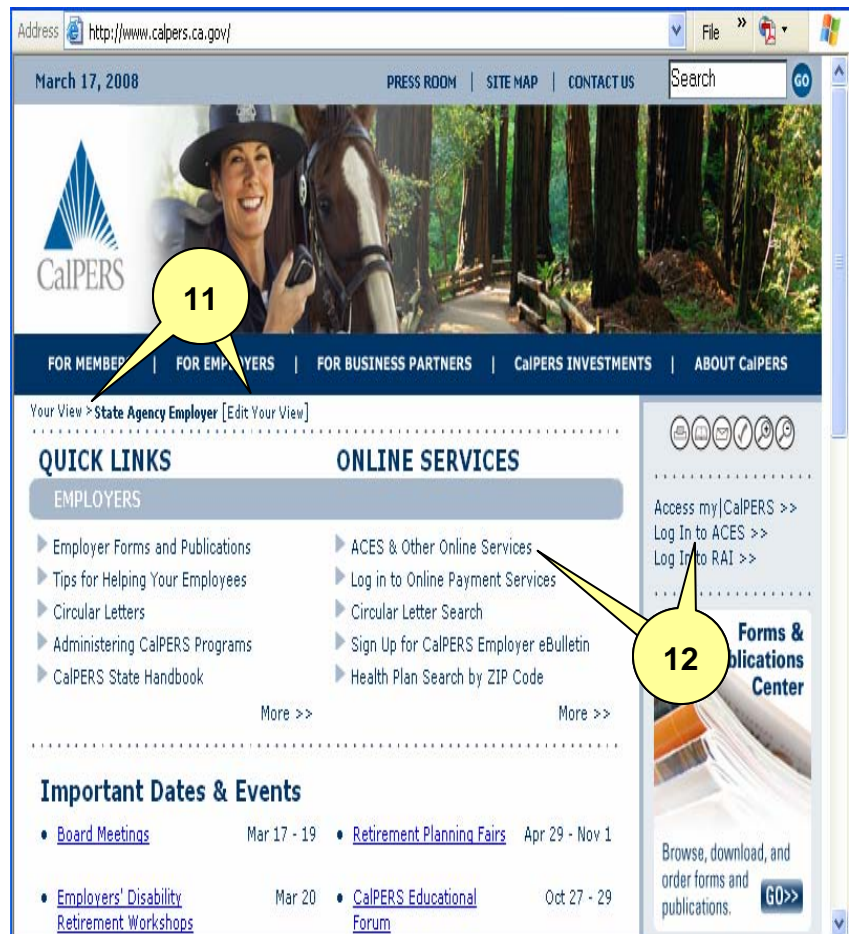 Address http://www.calpers.ca.gov/ File »
March 17, 2008 PRESS ROOM | SITE MAP | CONTACT US Search GO
CalPERS
11
FOR MEMBERS | FOR EMPLOYERS | FOR BUSINESS PARTNERS | CalPERS INVESTMENTS | ABOUT CalPERS
Your View > State Agency Employer [Edit Your View]
QUICK LINKS
EMPLOYERS
Employer Forms and Publications
Tips for Helping Your Employees
Circular Letters
Administering CalPERS Programs
CalPERS State Handbook
More >>
ONLINE SERVICES
ACES & Other Online Services
Log in to Online Payment Services
Circular Letter Search
Sign Up for CalPERS Employer eBulletin
Health Plan Search by ZIP Code
More >>
Access my|CalPERS >>
Log In to ACES >>
Log In to RAI >>
12
Forms &
blications
Center
Browse, download, and
order forms and
publications. GO>>
Important Dates & Events
Board Meetings Mar 17 - 19
Employers' Disability
Retirement Workshops Mar 20
Retirement Planning Fairs Apr 29 - Nov 1
CalPERS Educational
Forum Oct 27 - 29